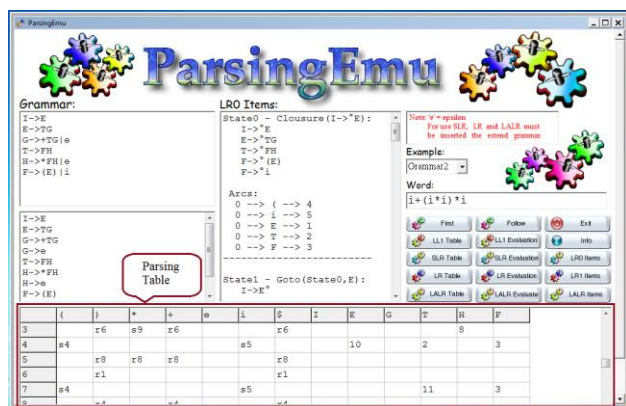 ParsingEmu
ParsingEmu
Grammar:
I->E
E->TG
G->+TG|e
T->FH
H->*FH|e
F->(E)|i
I->E
E->TG
G->+TG
G->e
T->FH
H->*FH
H->e
F->(E)
Parsing
Table
LR0 Items:
State0 - Clousure(I->°E):
I->°E
E->°TG
T->°FH
F->°(E)
F->°i
Arcs:
0 --> ( --> 4
0 --> i --> 5
0 --> E --> 1
0 --> T --> 2
0 --> F --> 3
------------------------------
State1 - Goto(State0,E):
I->E°
Note: 'e' = epsilon
For use SLR, LR and LALR must
be inserted the extend grammar.
Example:
Grammar2
Word:
i+(i*i)*i
First Follow Exit
LL1 Table LL1 Evaluation Info
SLR Table SLR Evaluation LR0 Items
LR Table LR Evaluation LR1 Items
LALR Table LALR Evaluate LALR Items
( ) * + e i $ I E G T H F
3 r6 s9 r6 r6 8
4 s4 s5 10 2 3
5 r8 r8 r8 r8
6 r1 r1
7 s4 s5 11 3